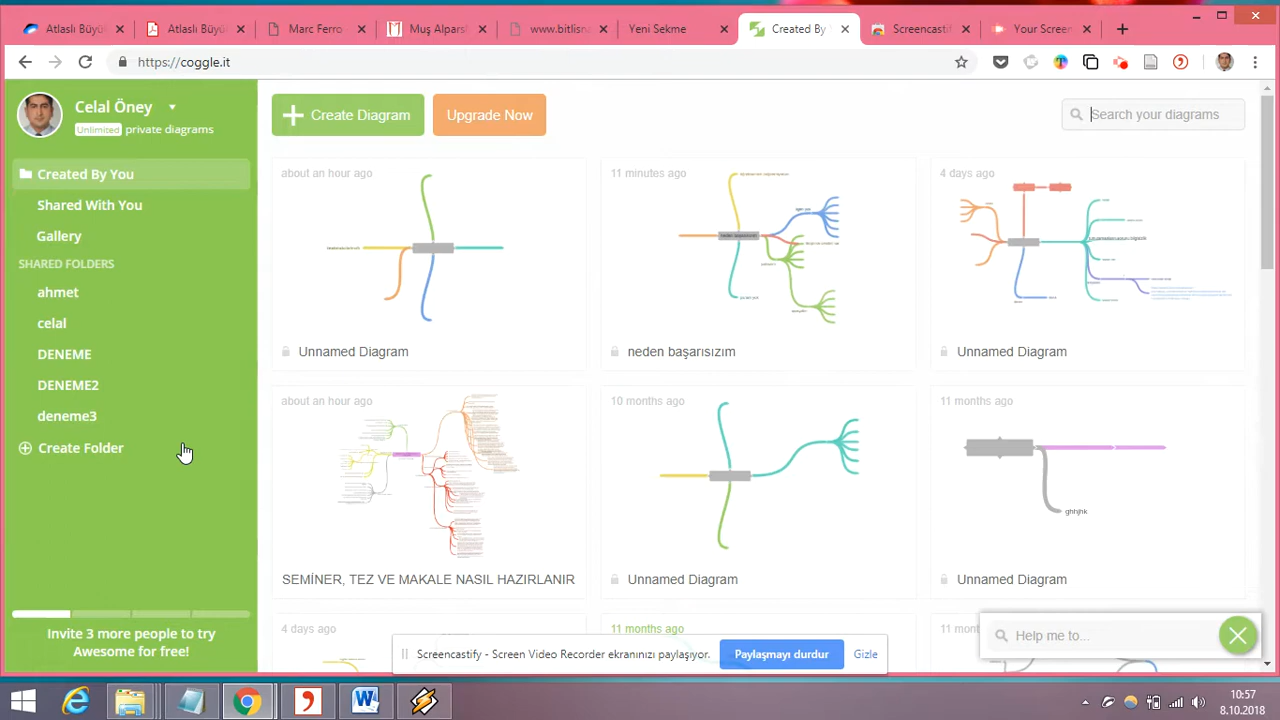 Atlaslı Büyüs
Atlaslı Büyü
Marc Ferro
Muş Alpars
www.bitlisn
Yeni Sekme
Created By
Screencastif
Your Screen
https://coggle.it
Celal Öney
Unlimited private diagrams
Created By You
Shared With You
Gallery
SHARED FOLDERS
ahmet
celal
DENEME
DENEME2
deneme3
Create Folder
Invite 3 more people to try
Awesome for free!
Create Diagram
Upgrade Now
Search your diagrams
about an hour ago
11 minutes ago
4 days ago
Unnamed Diagram
neden başarısızım
Unnamed Diagram
about an hour ago
10 months ago
11 months ago
ghhjhk
SEMİNER, TEZ VE MAKALE NASIL HAZIRLANIR
Unnamed Diagram
Unnamed Diagram
4 days ago
11 months ago
11 mont
Help me to...
Screencastify - Screen Video Recorder ekranınızı paylaşıyor.
Paylaşmayı durdur
Gizle
10:57
8.10.2018